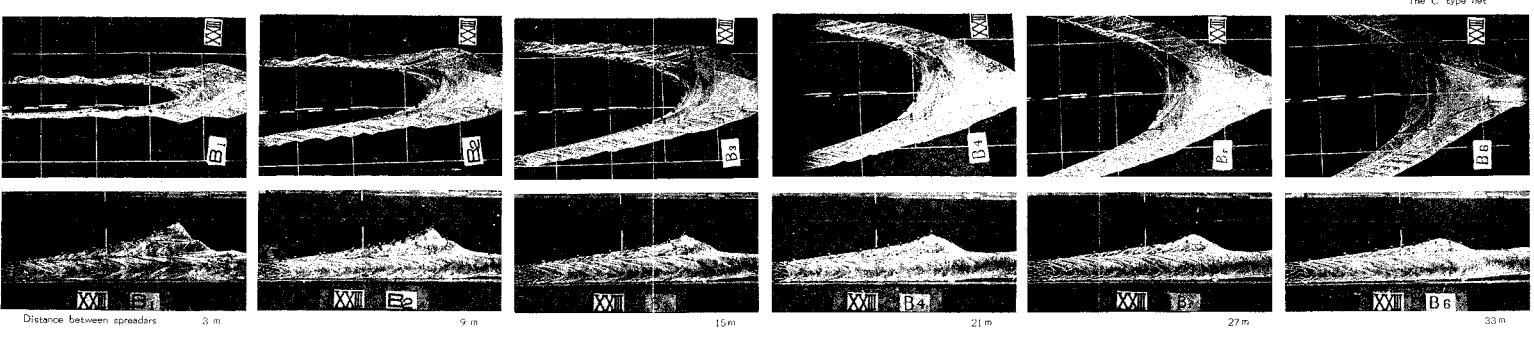 The C type net
XXIII XXIII XXIII XXIII XXIII XXIII
B1 B2 B3 B4 B5 B6
XXIII B1 XXIII B2 XXIII XXIII B4 XXIII XXIII B6
Distance between spreadars 3 m 9 m 15 m 21 m 27 m 33 m